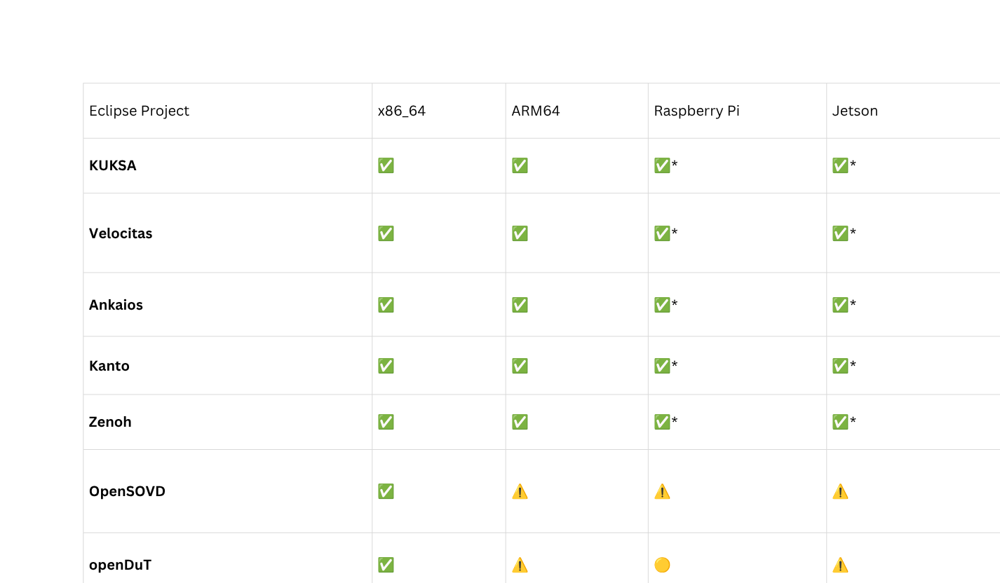 Eclipse Project x86_64 ARM64 Raspberry Pi Jetson
KUKSA ✅ ✅ ✅* ✅*
Velocitas ✅ ✅ ✅* ✅*
Ankaios ✅ ✅ ✅* ✅*
Kanto ✅ ✅ ✅* ✅*
Zenoh ✅ ✅ ✅* ✅*
OpenSOVD ✅ ⚠️ ⚠️ ⚠️
openDuT ✅ ⚠️ 🟡 ⚠️